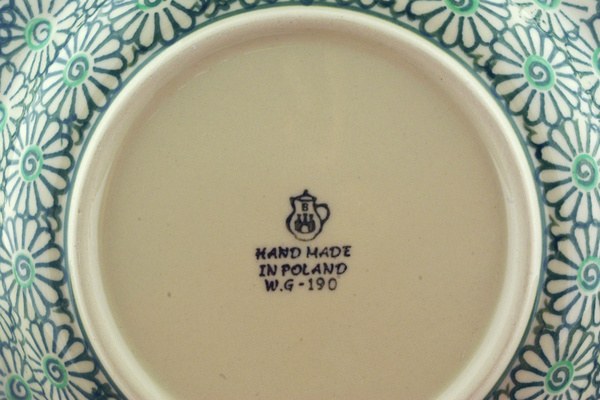 B
HAND MADE
IN POLAND
W.G-190